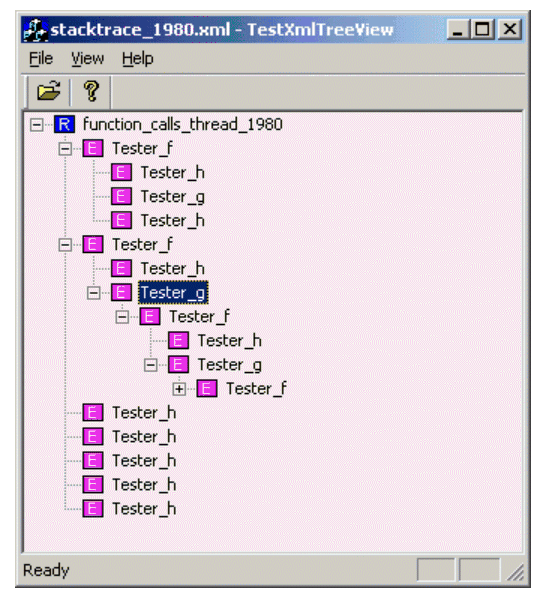 stacktrace_1980.xml - TestXmlTreeView
File View Help
R function_calls_thread_1980
E Tester_f
E Tester_h
E Tester_g
E Tester_h
E Tester_f
E Tester_h
E Tester_g
E Tester_f
E Tester_h
E Tester_g
E Tester_f
E Tester_h
E Tester_h
E Tester_h
E Tester_h
E Tester_h
Ready